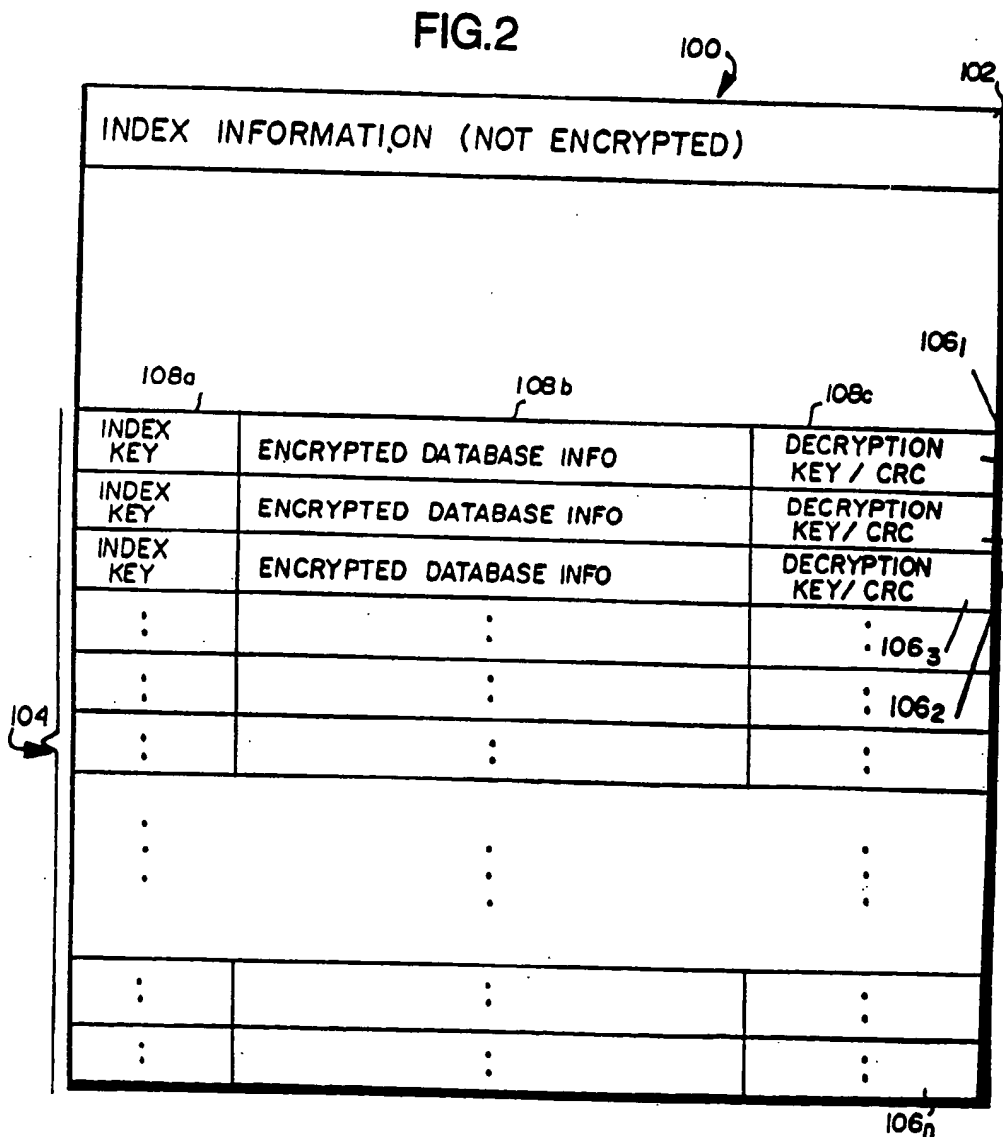 FIG.2
100
102
INDEX INFORMATION (NOT ENCRYPTED)
106₁
108a
108b
108c
INDEX KEY
ENCRYPTED DATABASE INFO
DECRYPTION KEY / CRC
INDEX KEY
ENCRYPTED DATABASE INFO
DECRYPTION KEY/ CRC
INDEX KEY
ENCRYPTED DATABASE INFO
DECRYPTION KEY/ CRC
106₃
104
106₂
106n